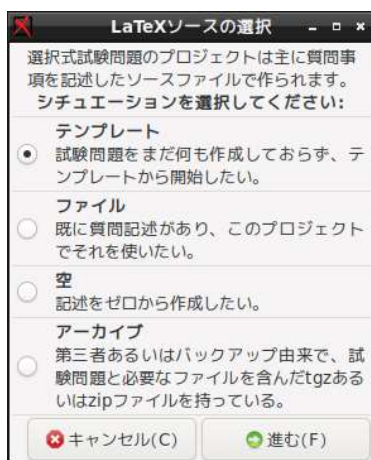 LaTeXソースの選択
選択式試験問題のプロジェクトは主に質問事
項を記述したソースファイルで作られます。
シチュエーションを選択してください:
テンプレート
試験問題をまだ何も作成しておらず、テ
ンプレートから開始したい。
ファイル
既に質問記述があり、このプロジェクト
でそれを使いたい。
空
記述をゼロから作成したい。
アーカイブ
第三者あるいはバックアップ由来で、試
験問題と必要なファイルを含んだtgzある
いはzipファイルを持っている。
キャンセル(C)
進む(F)